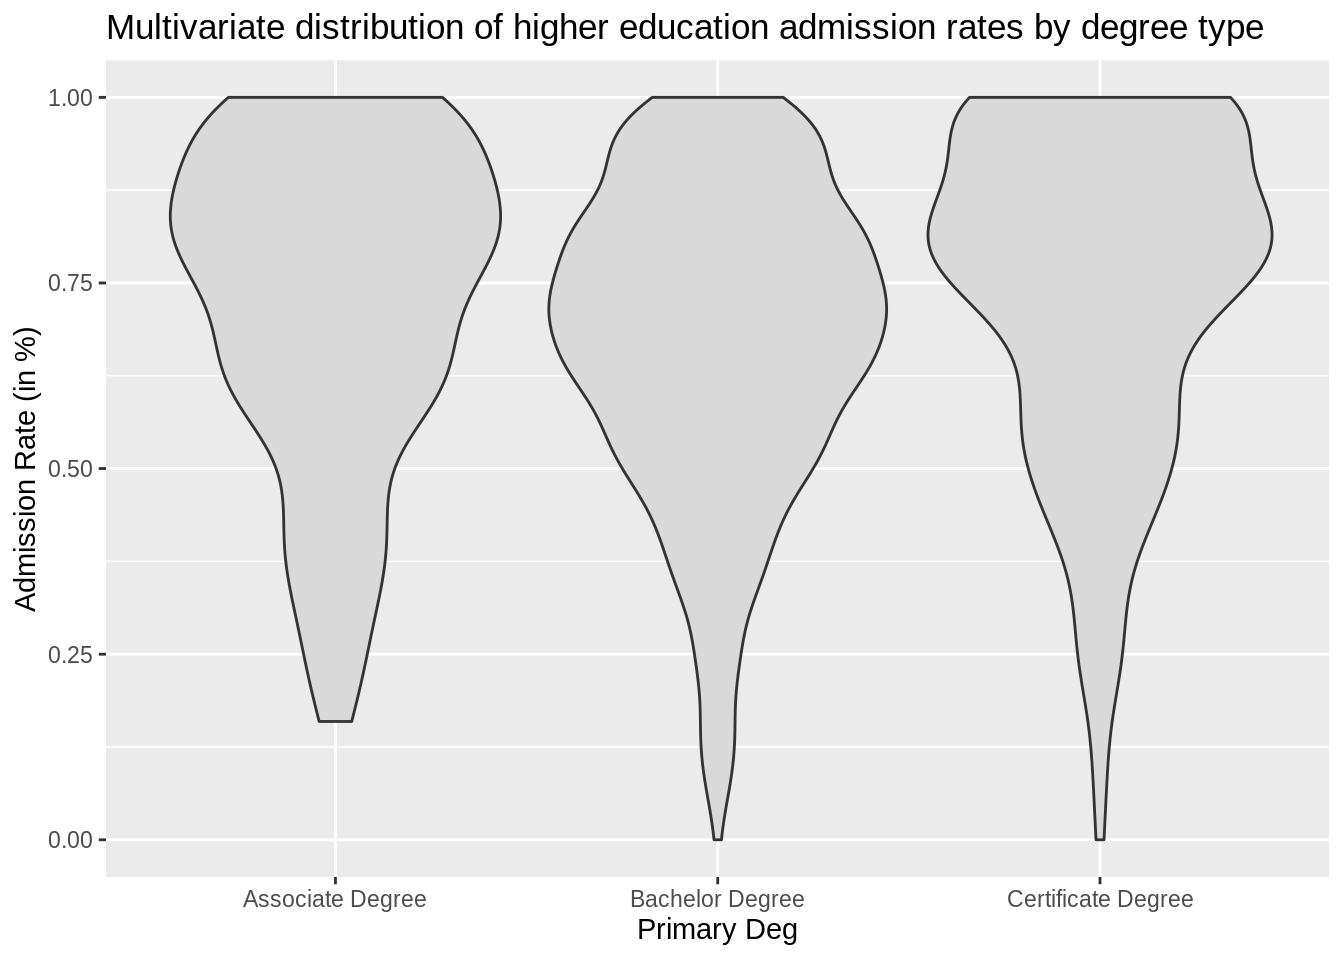 Multivariate distribution of higher education admission rates by degree type
Admission Rate (in %)
1.00
0.75
0.50
0.25
0.00
Associate Degree
Bachelor Degree
Certificate Degree
Primary Deg